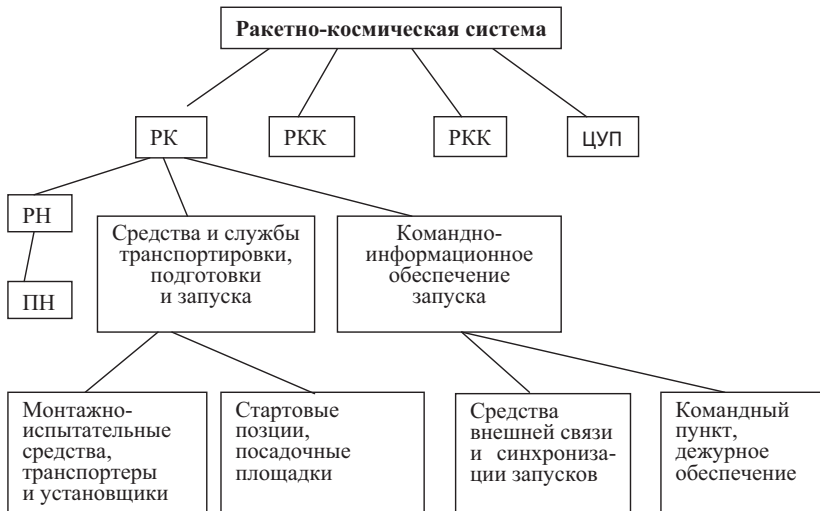 Ракетно-космическая система
РК
РКК
РКК
ЦУП
РН
ПН
Средства и службы
транспортировки,
подготовки
и запуска
Командно-
информационное
обеспечение
запуска
Монтажно-
испытательные
средства,
транспортеры
и установщики
Стартовые
позции,
посадочные
площадки
Средства
внешней связи
и синхрониза-
ции запусков
Командный
пункт,
дежурное
обеспечение